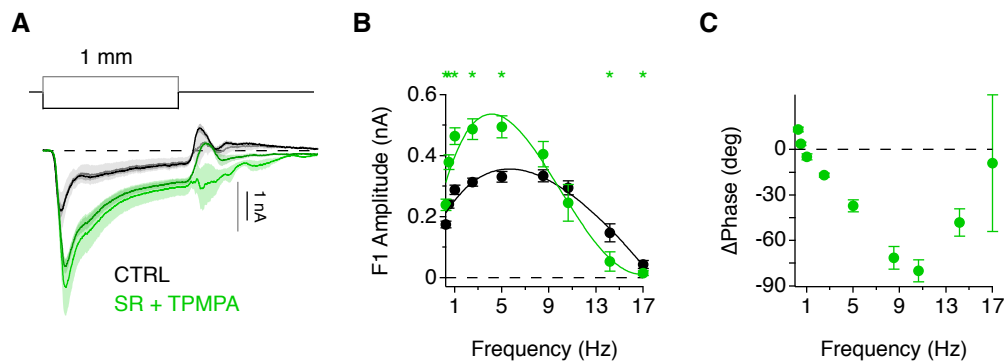 A
1 mm
1 nA
CTRL
SR + TPMPA
B
* * * * * * *
F1 Amplitude (nA)
0.6
0.4
0.2
0
1 5 9 13 17
Frequency (Hz)
C
ΔPhase (deg)
0
-30
-60
-90
1 5 9 13 17
Frequency (Hz)